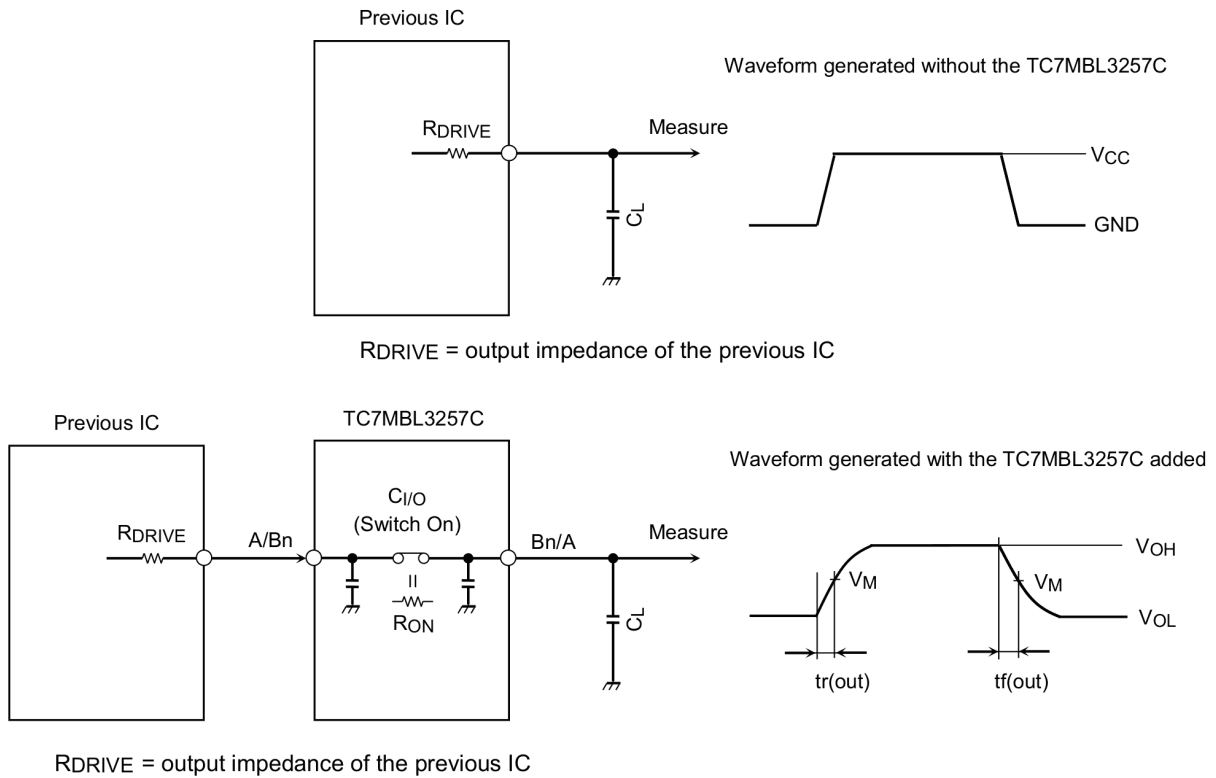 Previous IC
Waveform generated without the TC7MBL3257C
RDRIVE
Measure
VCC
CL
GND
RDRIVE = output impedance of the previous IC
Previous IC
TC7MBL3257C
Waveform generated with the TC7MBL3257C added
CI/O
(Switch On)
RDRIVE
A/Bn
Bn/A
Measure
VOH
VM
VM
RON
CL
VOL
tr(out)
tf(out)
RDRIVE = output impedance of the previous IC